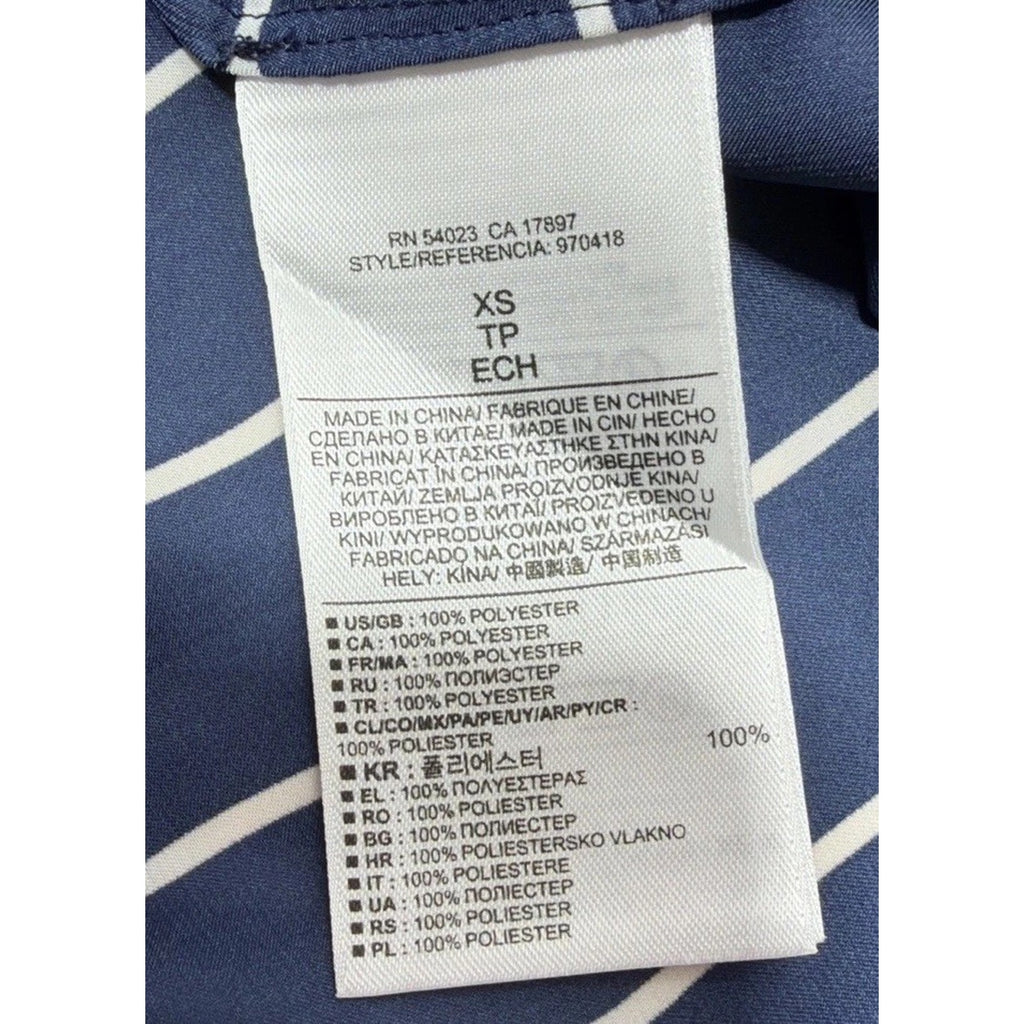 RN 54023 CA 17897
STYLE/REFERENCIA: 970418
XS
TP
ECH
MADE IN CHINA/ FABRIQUE EN CHINE/
СДЕЛАНО В КИТАЕ/ MADE IN CIN/ HECHO
EN CHINA/ ΚΑΤΑΣΚΕΥΑΣΤΗΚΕ ΣΤΗΝ ΚΙΝΑ/
FABRICAT ÎN CHINA/ ПРОИЗВЕДЕНО В
КИТАЙ/ ZEMLJA PROIZVODNJE KINA/
ВИРОБЛЕНО В КИТАЇ/ PROIZVEDENO U
KINI/ WYPRODUKOWANO W CHINACH/
FABRICADO NA CHINA/ SZÁRMAZÁSI
HELY: KÍNA/ 中國製造/ 中国制造
■ US/GB : 100% POLYESTER
■ CA : 100% POLYESTER
■ FR/MA : 100% POLYESTER
■ RU : 100% ПОЛИЭСТЕР
■ TR : 100% POLYESTER
■ CL/CO/MX/PA/PE/UY/AR/PY/CR :
100% POLIESTER
■ KR : 폴리에스터 100%
■ EL : 100% ΠΟΛΥΕΣΤΕΡΑΣ
■ RO : 100% POLIESTER
■ BG : 100% ПОЛИЕСТЕР
■ HR : 100% POLIESTERSKO VLAKNO
■ IT : 100% POLIESTERE
■ UA : 100% ПОЛІЕСТЕР
■ RS : 100% POLIESTER
■ PL : 100% POLIESTER